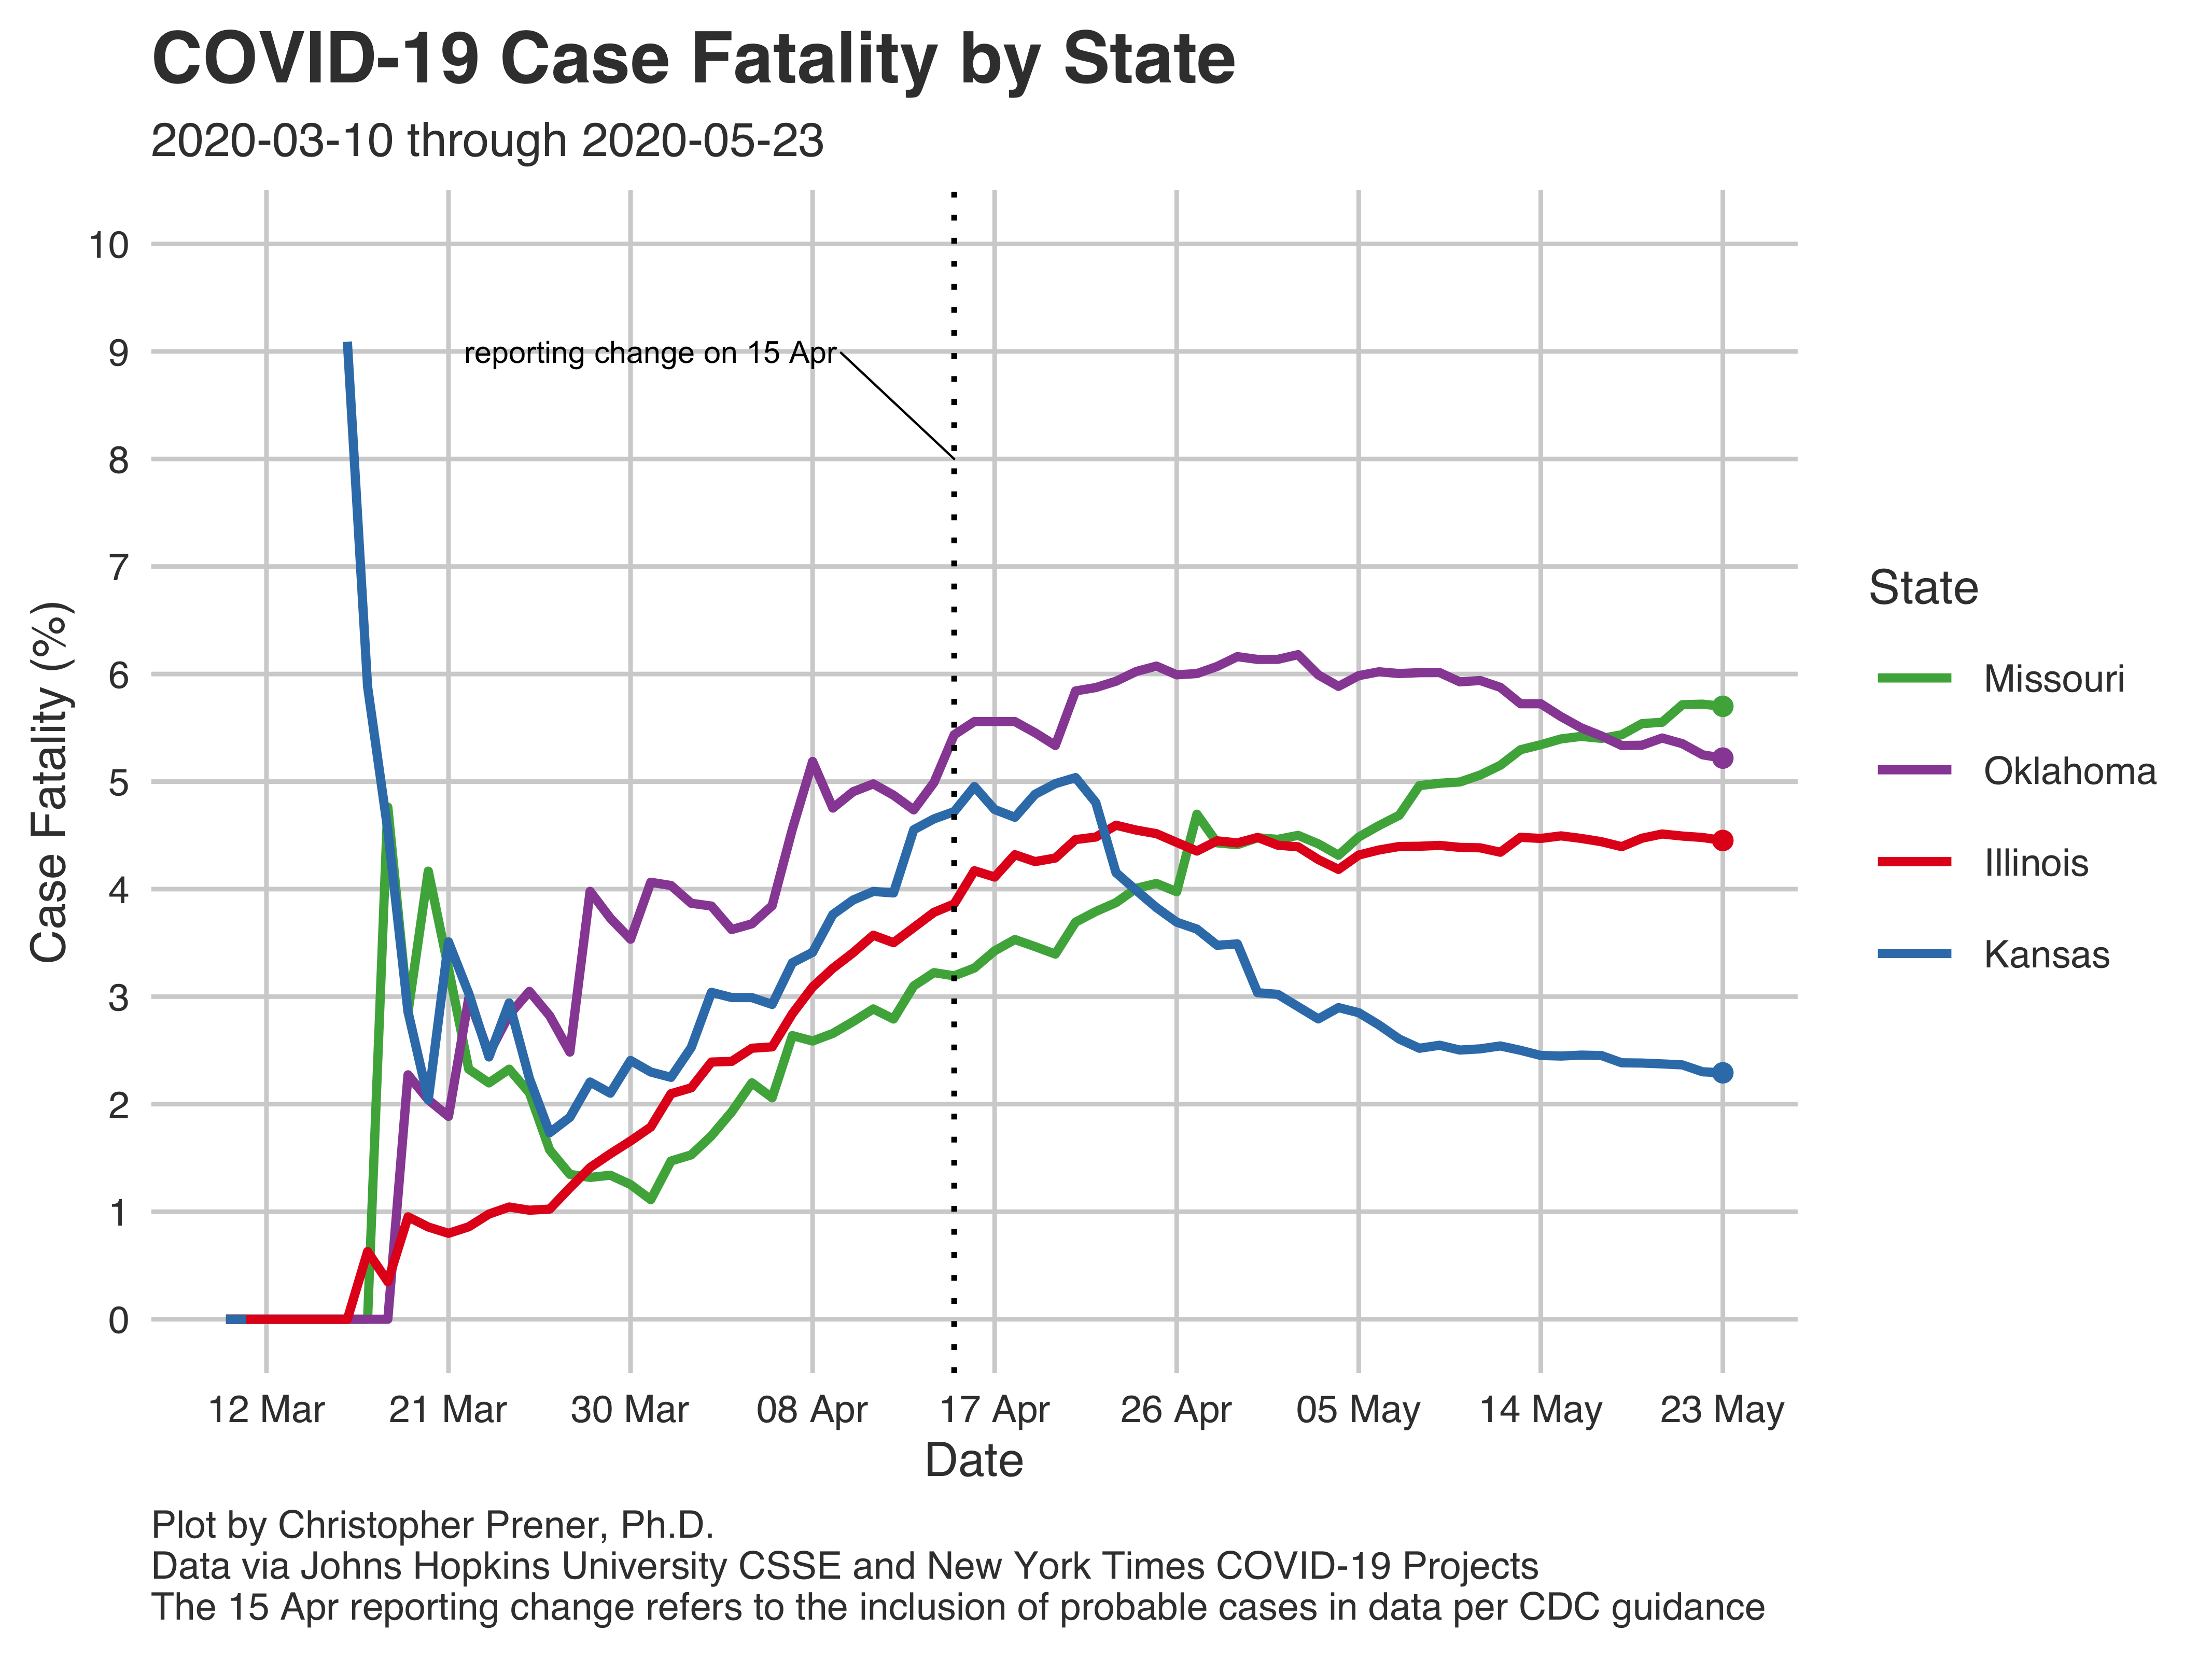 COVID-19 Case Fatality by State
2020-03-10 through 2020-05-23
10
9
8
7
6
5
4
3
2
1
0
Case Fatality (%)
reporting change on 15 Apr
12 Mar
21 Mar
30 Mar
08 Apr
17 Apr
26 Apr
05 May
14 May
23 May
Date
State
Missouri
Oklahoma
Illinois
Kansas
Plot by Christopher Prener, Ph.D.
Data via Johns Hopkins University CSSE and New York Times COVID-19 Projects
The 15 Apr reporting change refers to the inclusion of probable cases in data per CDC guidance